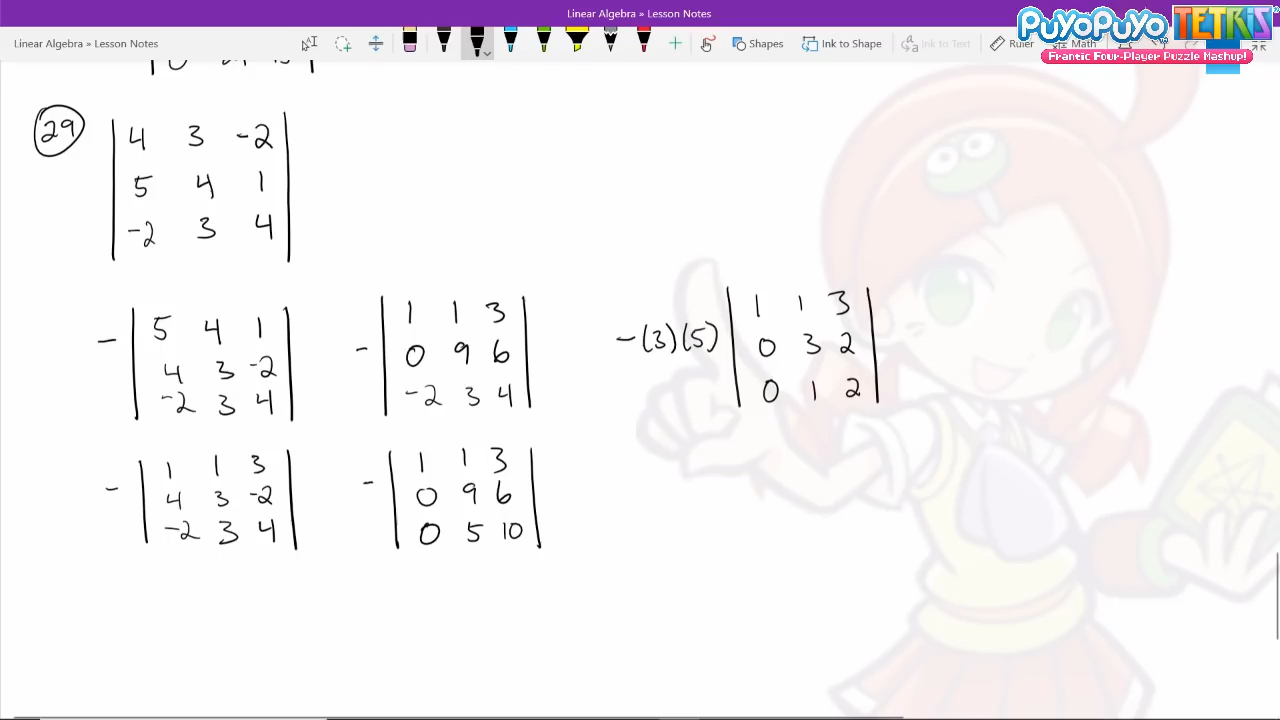 Linear Algebra » Lesson Notes
Linear Algebra » Lesson Notes
Shapes
Ink to Shape
Ink to Text
Ruler
Math
PUYOPUYO TETRIS
Frantic Four-Player Puzzle Mashup!
29
4 3 -2
5 4 1
-2 3 4
- | 5 4 1 |
4 3 -2
-2 3 4
- | 1 1 3 |
4 3 -2
-2 3 4
- | 1 1 3 |
0 9 6
-2 3 4
- | 1 1 3 |
0 9 6
0 5 10
-(3)(5) | 1 1 3 |
0 3 2
0 1 2